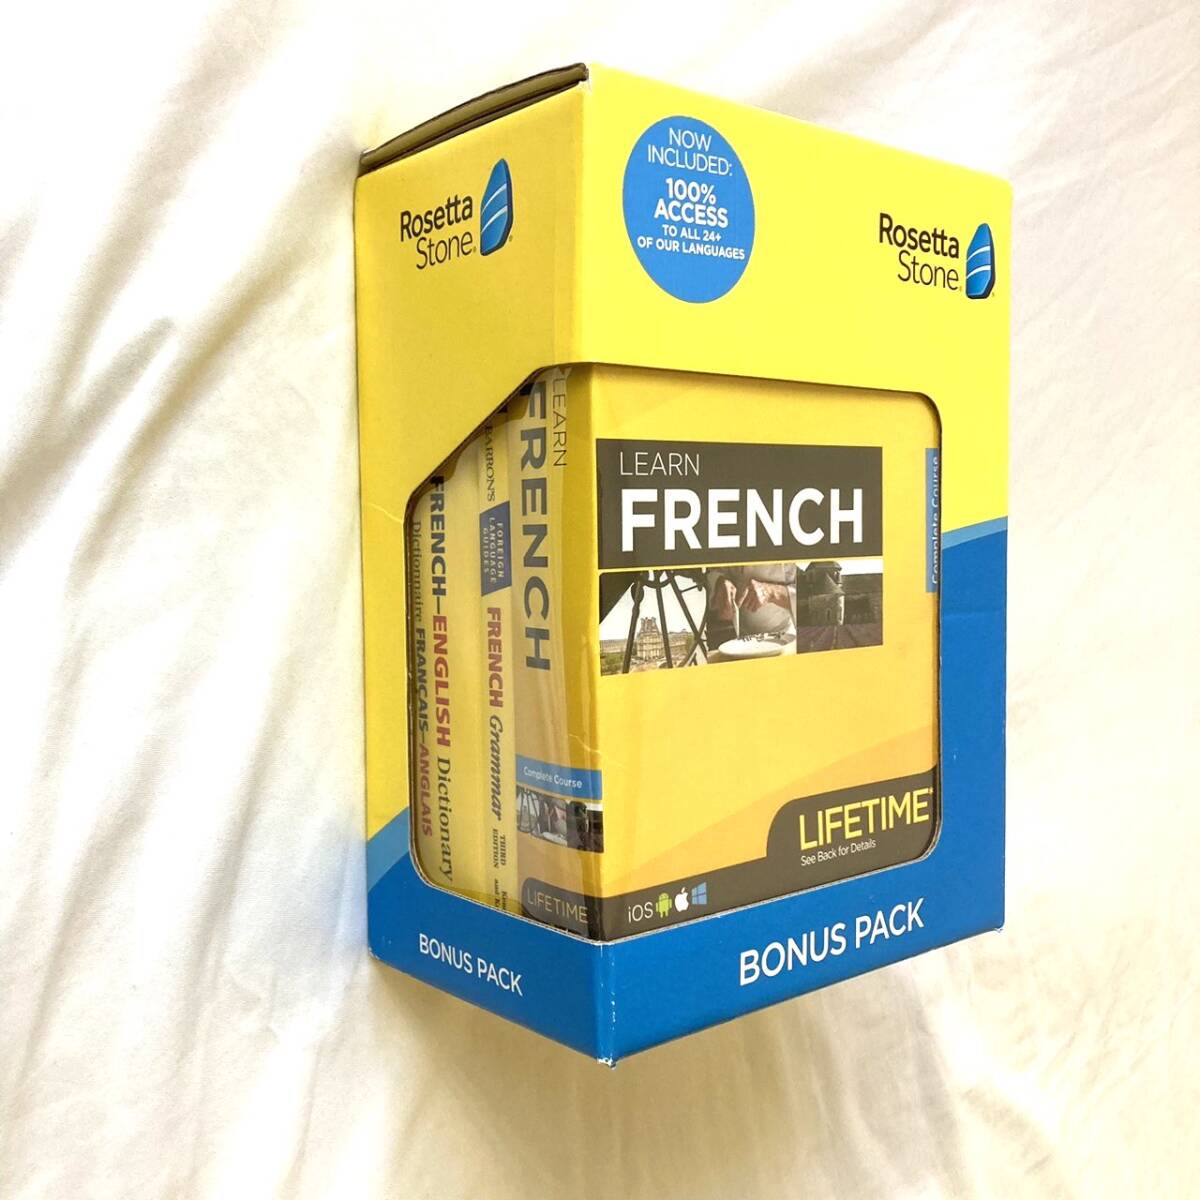 Rosetta
Stone
NOW
INCLUDED:
100%
ACCESS
TO ALL 24+
OF OUR LANGUAGES
Rosetta
Stone
LEARN
FRENCH
Complete Course
LIFETIME
See Back for Details
iOS
BONUS PACK
FRENCH–ENGLISH Dictionary
Dictionnaire FRANÇAIS–ANGLAIS
BARRON'S
FOREIGN
LANGUAGE
GUIDES
FRENCH Grammar
THIRD
EDITION
LEARN
FRENCH
Complete Course
LIFETIME
BONUS PACK